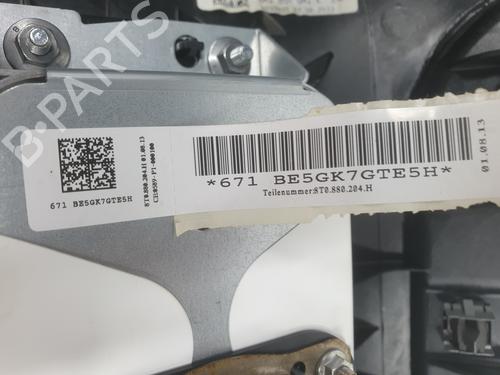 B-PARTS
8T0.880.204.H 01.08.13
671 BE5GK7GTE5H
*671 BE5GK7GTE5H*
Teilenummer:8T0.880.204.H
01.08.13